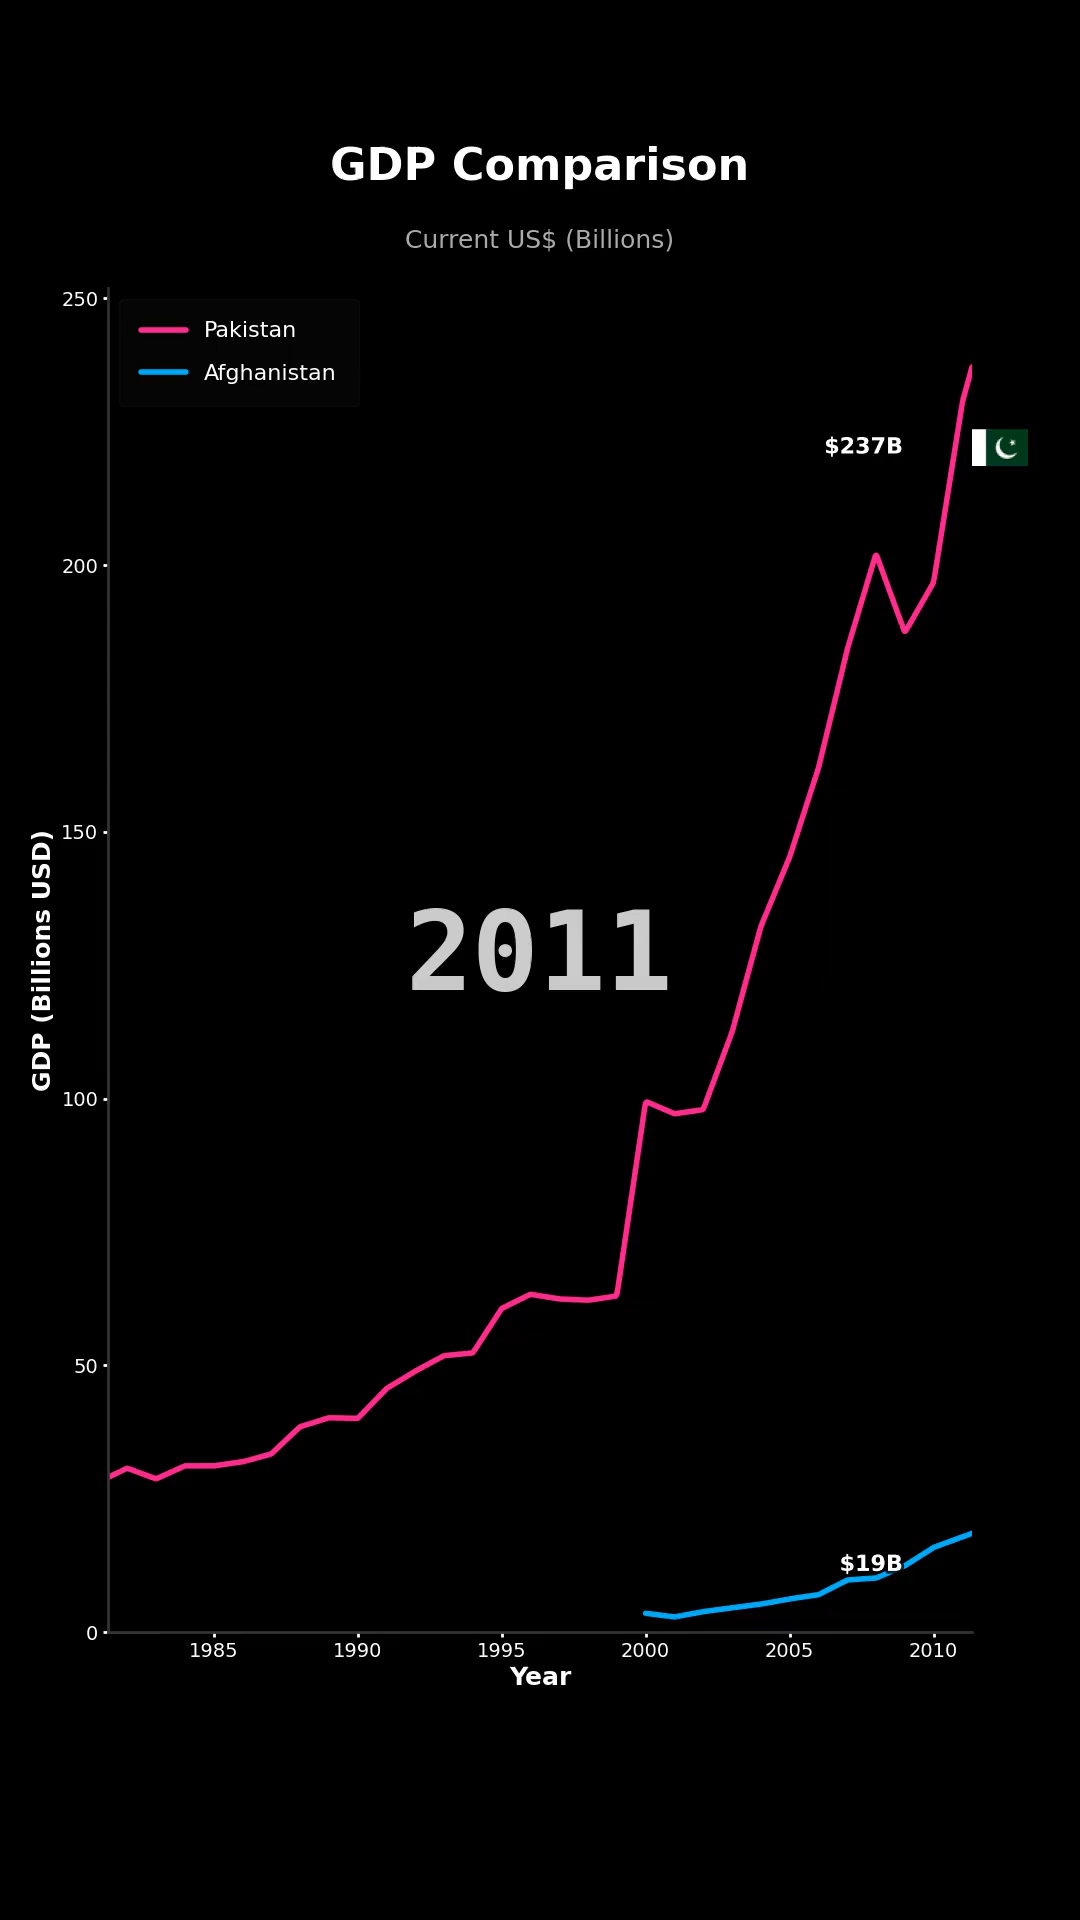 GDP Comparison
Current US$ (Billions)
250
Pakistan
Afghanistan
$237B
200
150
GDP (Billions USD)
2011
100
50
$19B
0
1985 1990 1995 2000 2005 2010
Year